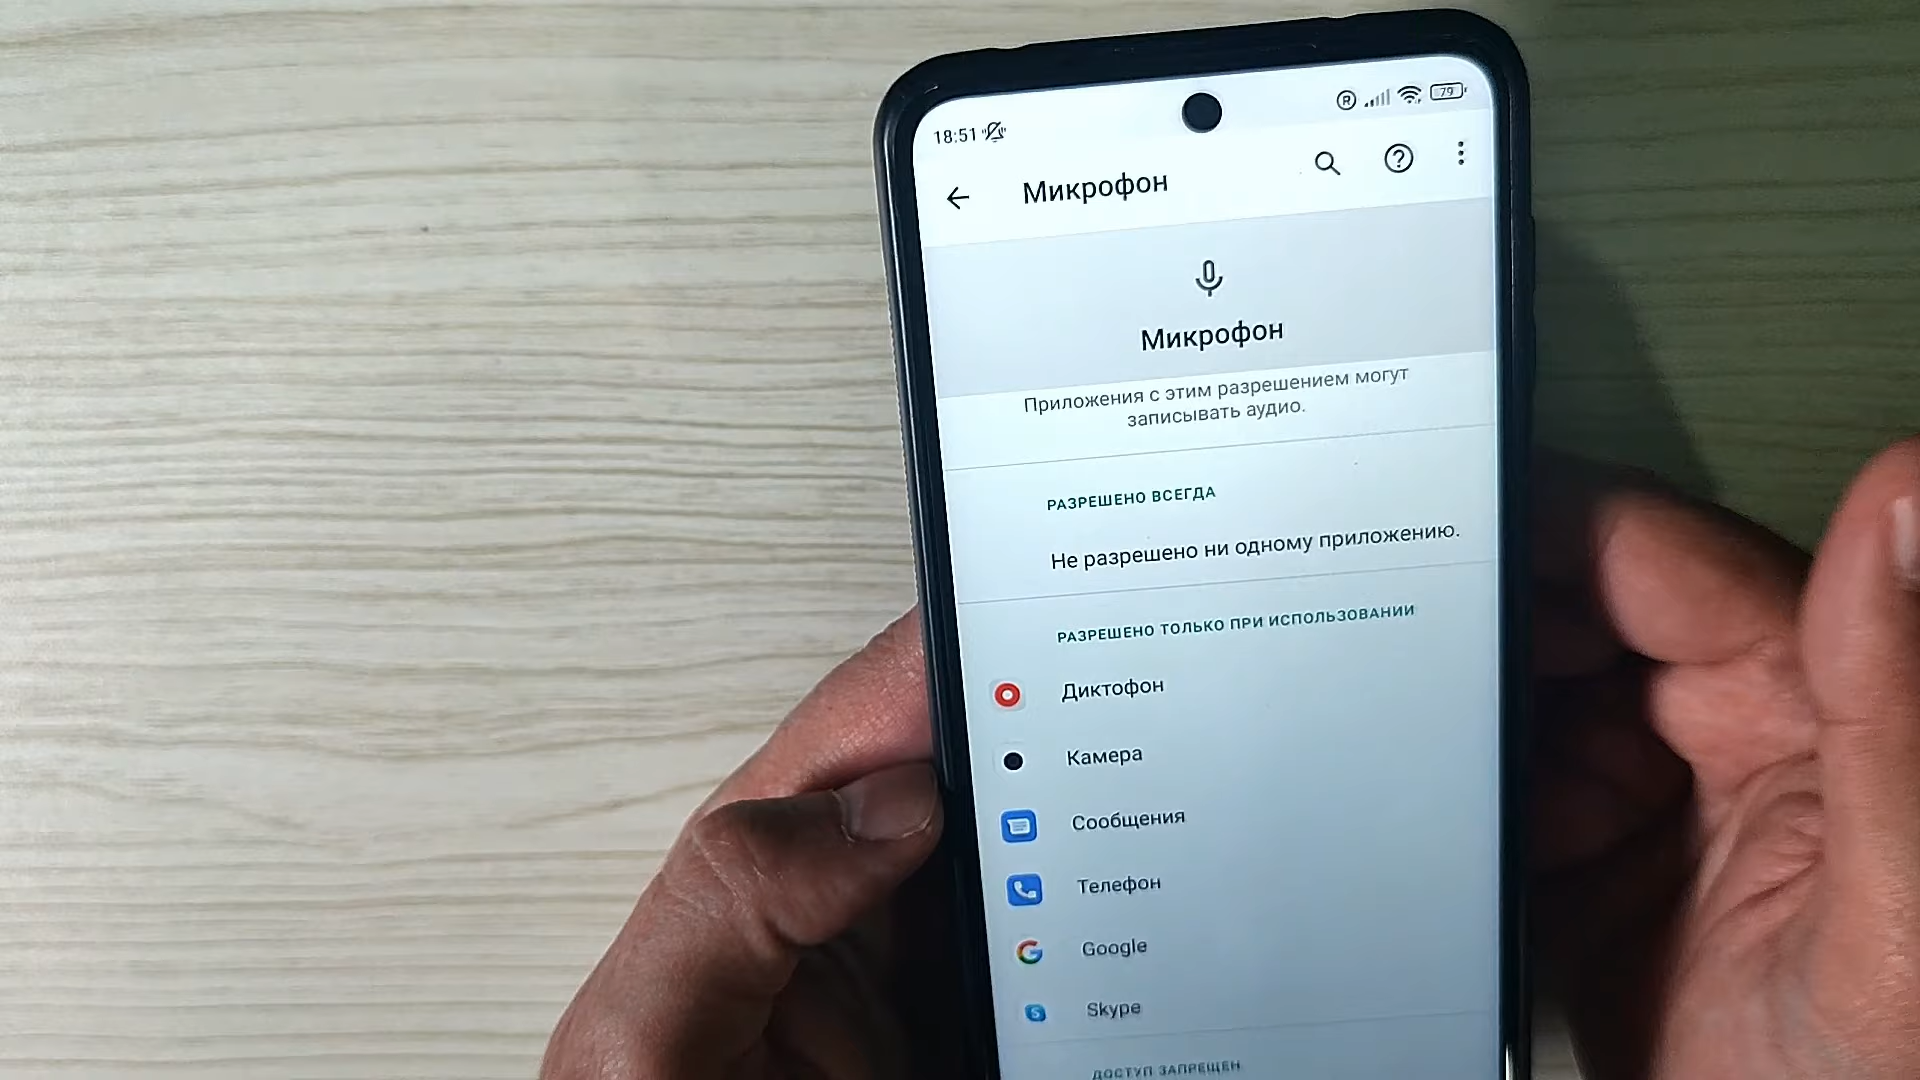 18:51
R
79
Микрофон
Микрофон
Приложения с этим разрешением могут
записывать аудио.
РАЗРЕШЕНО ВСЕГДА
Не разрешено ни одному приложению.
РАЗРЕШЕНО ТОЛЬКО ПРИ ИСПОЛЬЗОВАНИИ
Диктофон
Камера
Сообщения
Телефон
Google
Skype
ДОСТУП ЗАПРЕЩЕН